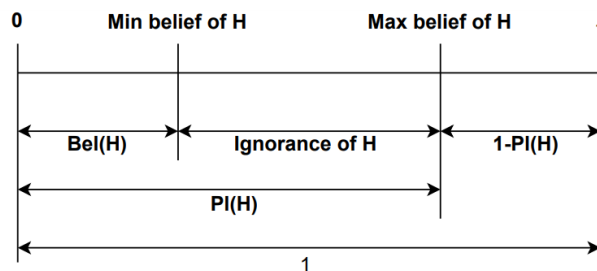 0 Min belief of H Max belief of H
Bel(H) Ignorance of H 1-Pl(H)
Pl(H)
1